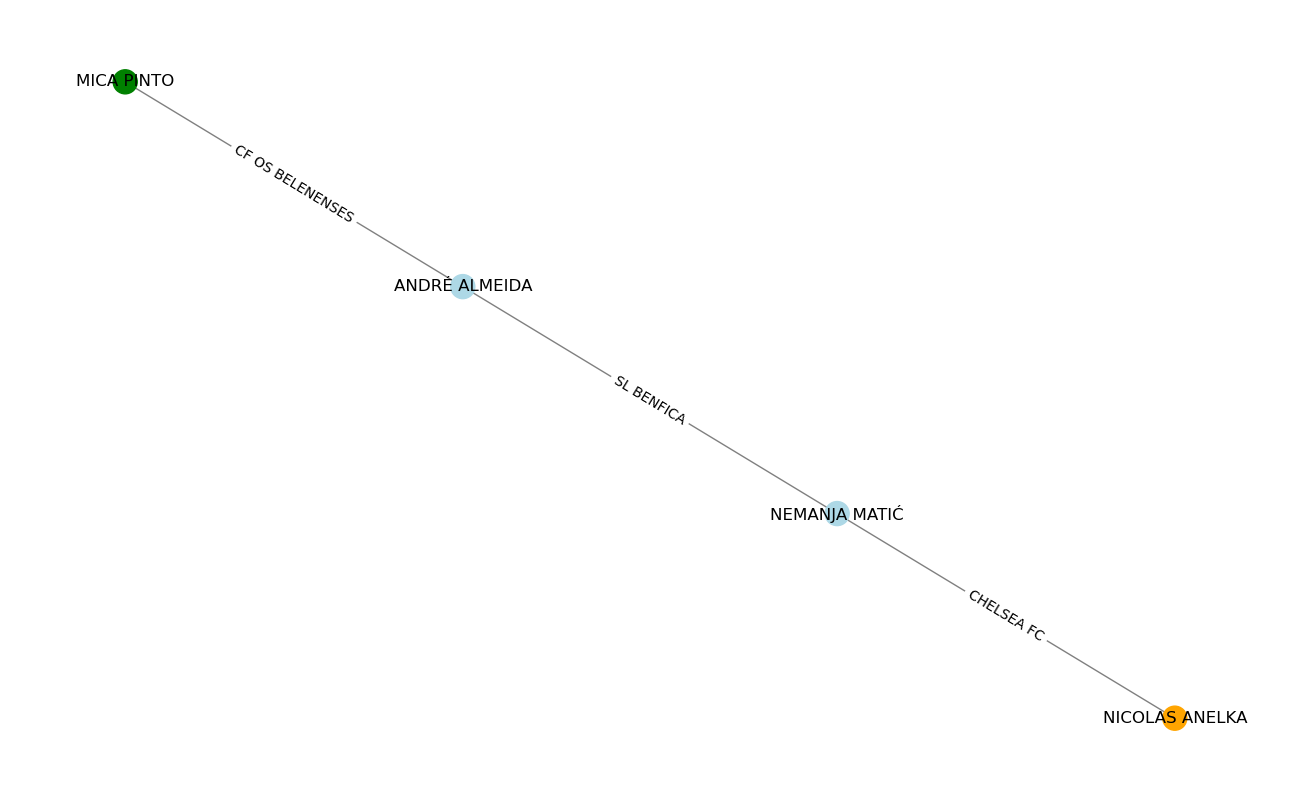 MICA PINTO
CF OS BELENENSES
ANDRÉ ALMEIDA
SL BENFICA
NEMANJA MATIĆ
CHELSEA FC
NICOLAS ANELKA